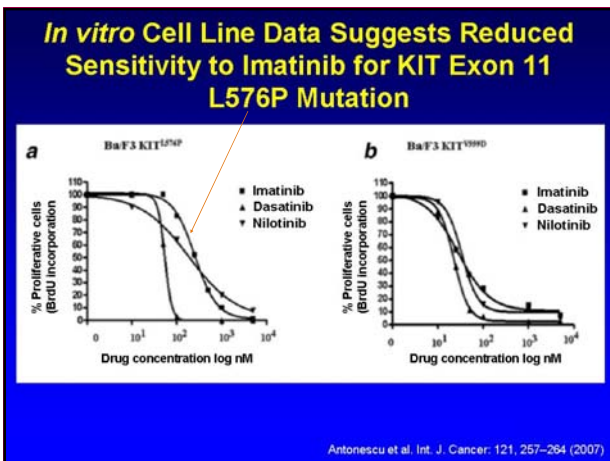 In vitro Cell Line Data Suggests Reduced
Sensitivity to Imatinib for KIT Exon 11
L576P Mutation
a
Ba/F3 KIT L576P
% Proliferative cells
(BrdU incorporation
110
100
90
80
70
60
50
40
30
20
10
0
Imatinib
Dasatinib
Nilotinib
0 10¹ 10² 10³ 10⁴
Drug concentration log nM
b
Ba/F3 KIT V559D
% Proliferative cells
(BrdU incorporation
110
100
90
80
70
60
50
40
30
20
10
0
Imatinib
Dasatinib
Nilotinib
0 10¹ 10² 10³ 10⁴
Drug concentration log nM
Antonescu et al. Int. J. Cancer: 121, 257–264 (2007)